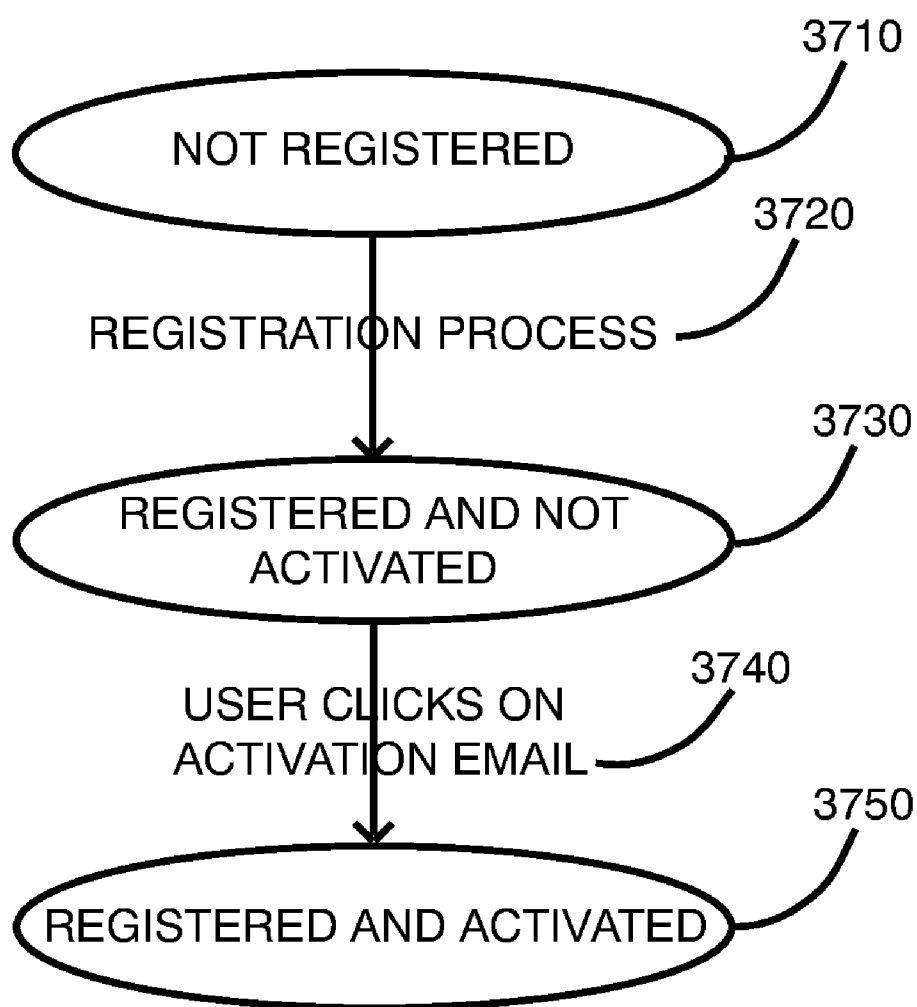 3710
NOT REGISTERED
3720
REGISTRATION PROCESS
3730
REGISTERED AND NOT
ACTIVATED
3740
USER CLICKS ON
ACTIVATION EMAIL
3750
REGISTERED AND ACTIVATED